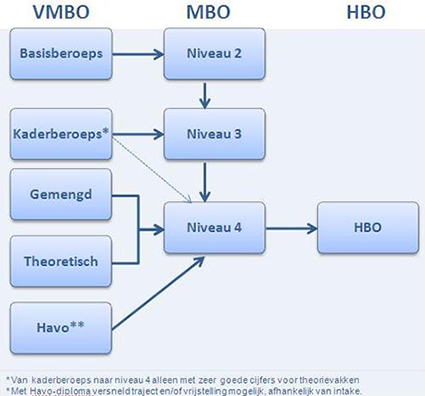 VMBO MBO HBO
Basisberoeps Niveau 2
Kaderberoeps* Niveau 3
Gemengd
Niveau 4 HBO
Theoretisch
Havo**
*Van kaderberoeps naar niveau 4 alleen met zeer goede cijfers voor theorievakken
*Met Havo-diploma versneld traject en/of vrijstelling mogelijk, afhankelijk van intake.